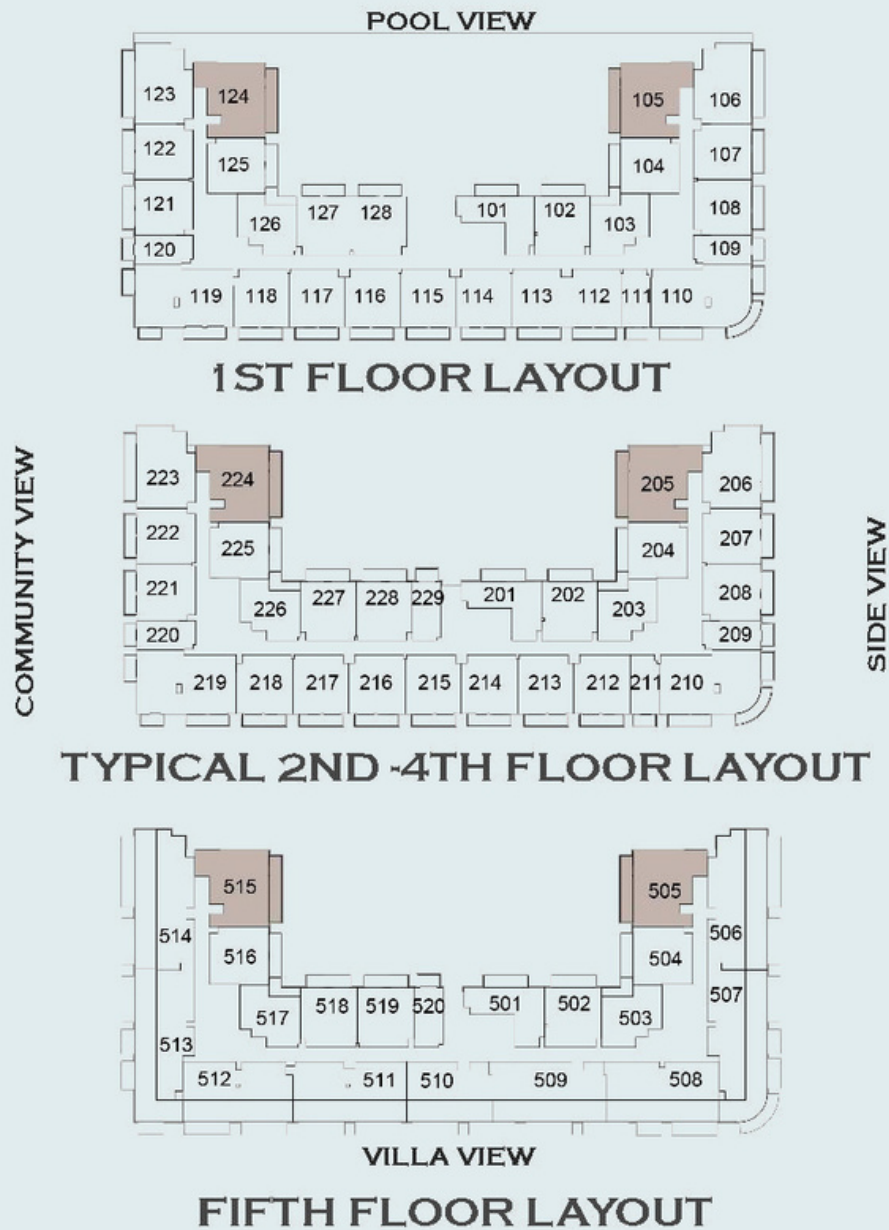 POOL VIEW
123 124 105 106
122 125 104 107
121 126 127 128 101 102 103 108
120 109
119 118 117 116 115 114 113 112 111 110
1ST FLOOR LAYOUT
COMMUNITY VIEW
SIDE VIEW
223 224 205 206
222 225 204 207
221 226 227 228 229 201 202 203 208
220 209
219 218 217 216 215 214 213 212 211 210
TYPICAL 2ND -4TH FLOOR LAYOUT
515 505
514 516 504 506
517 518 519 520 501 502 503 507
513
512 511 510 509 508
VILLA VIEW
FIFTH FLOOR LAYOUT